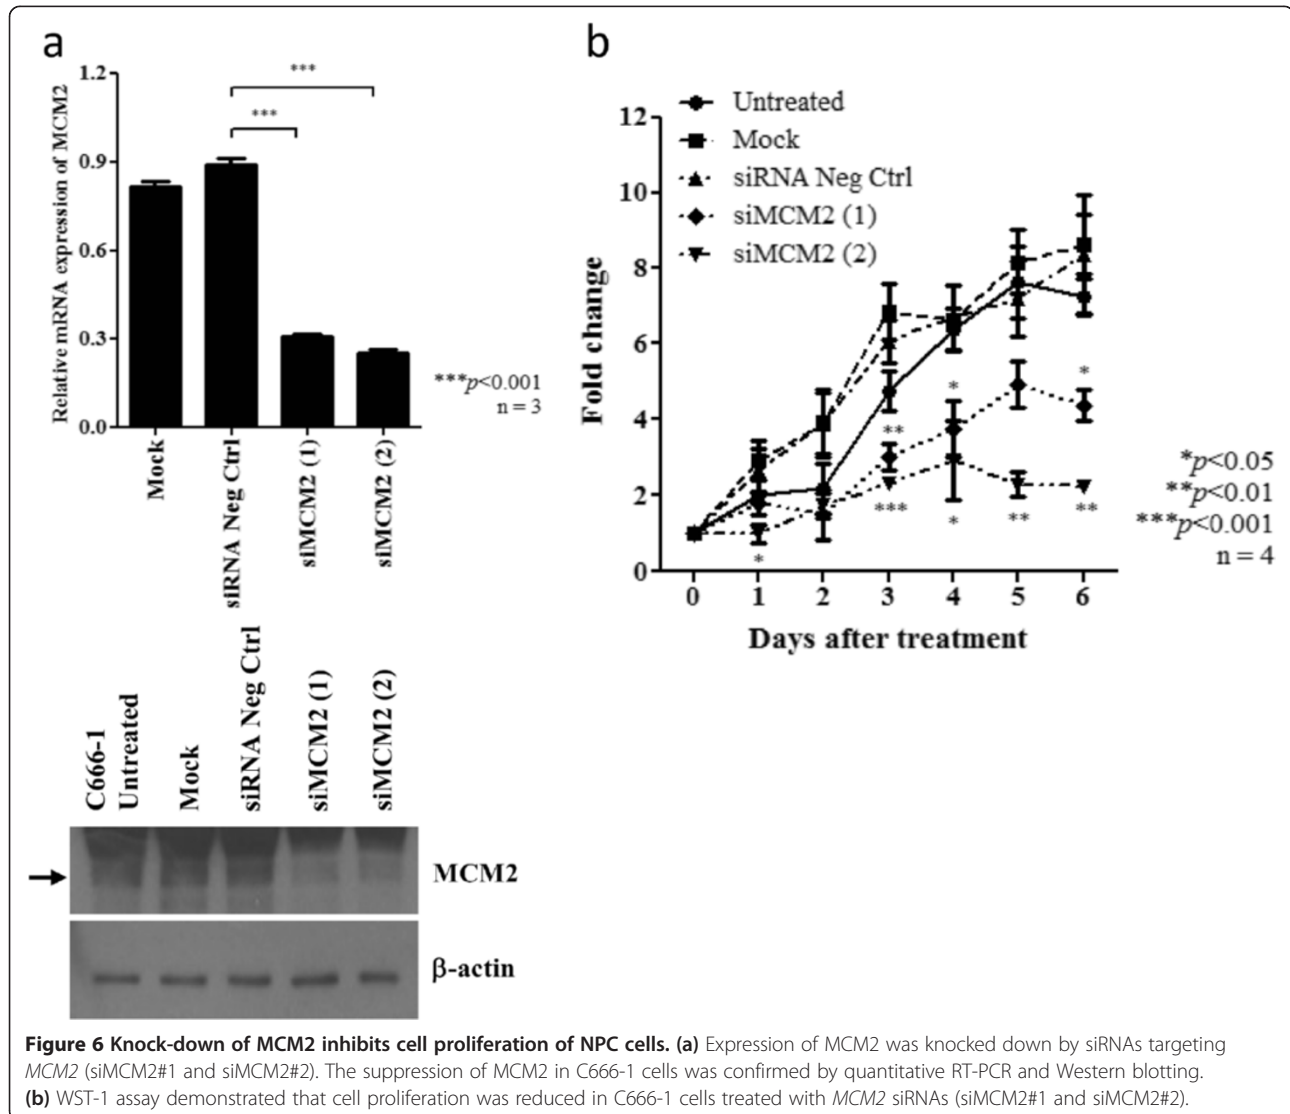 a
Relative mRNA expression of MCM2
1.2
0.9
0.6
0.3
0.0
***
***
Mock
siRNA Neg Ctrl
siMCM2 (1)
siMCM2 (2)
***p<0.001
n = 3
C666-1
Untreated
Mock
siRNA Neg Ctrl
siMCM2 (1)
siMCM2 (2)
MCM2
β-actin
b
Untreated
Mock
siRNA Neg Ctrl
siMCM2 (1)
siMCM2 (2)
Fold change
12
10
8
6
4
2
0
*
**
***
*
*
**
*
**
0 1 2 3 4 5 6
Days after treatment
*p<0.05
**p<0.01
***p<0.001
n = 4
Figure 6 Knock-down of MCM2 inhibits cell proliferation of NPC cells. (a) Expression of MCM2 was knocked down by siRNAs targeting
MCM2 (siMCM2#1 and siMCM2#2). The suppression of MCM2 in C666-1 cells was confirmed by quantitative RT-PCR and Western blotting.
(b) WST-1 assay demonstrated that cell proliferation was reduced in C666-1 cells treated with MCM2 siRNAs (siMCM2#1 and siMCM2#2).